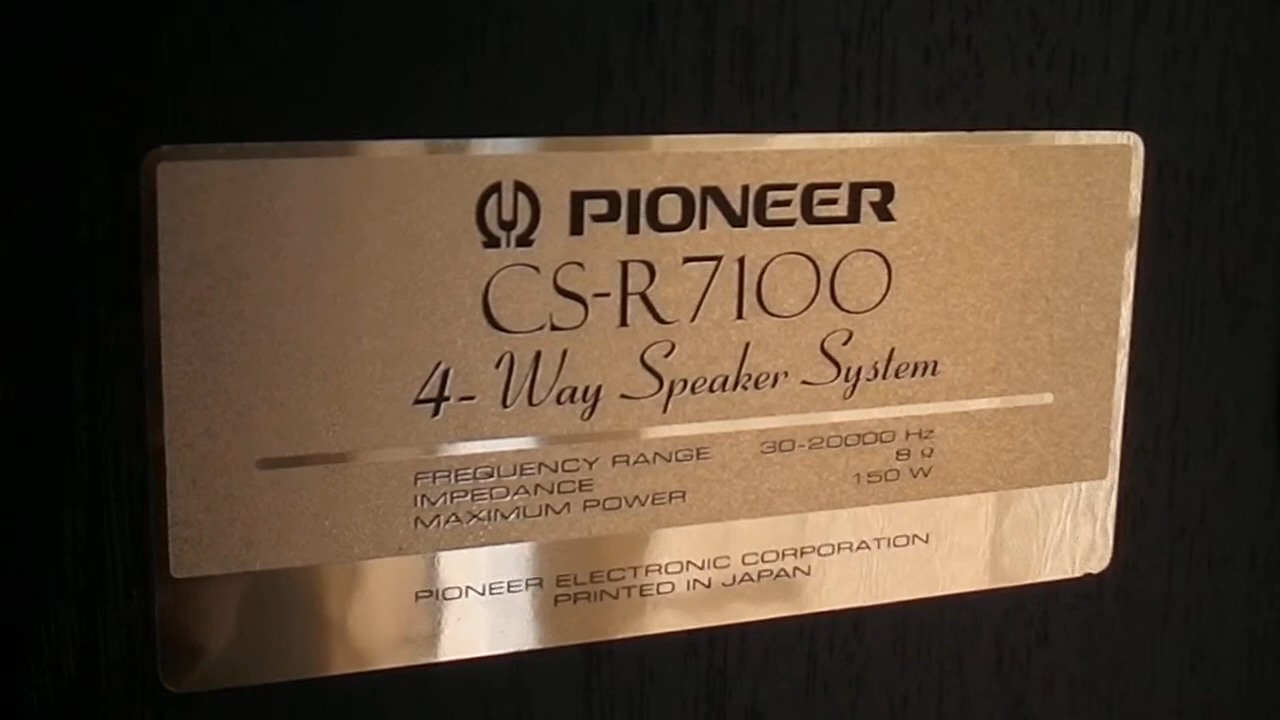 PIONEER
CS-R7100
4-Way Speaker System
FREQUENCY RANGE 30-20000 Hz
IMPEDANCE 8 Ω
MAXIMUM POWER 150 W
PIONEER ELECTRONIC CORPORATION
PRINTED IN JAPAN